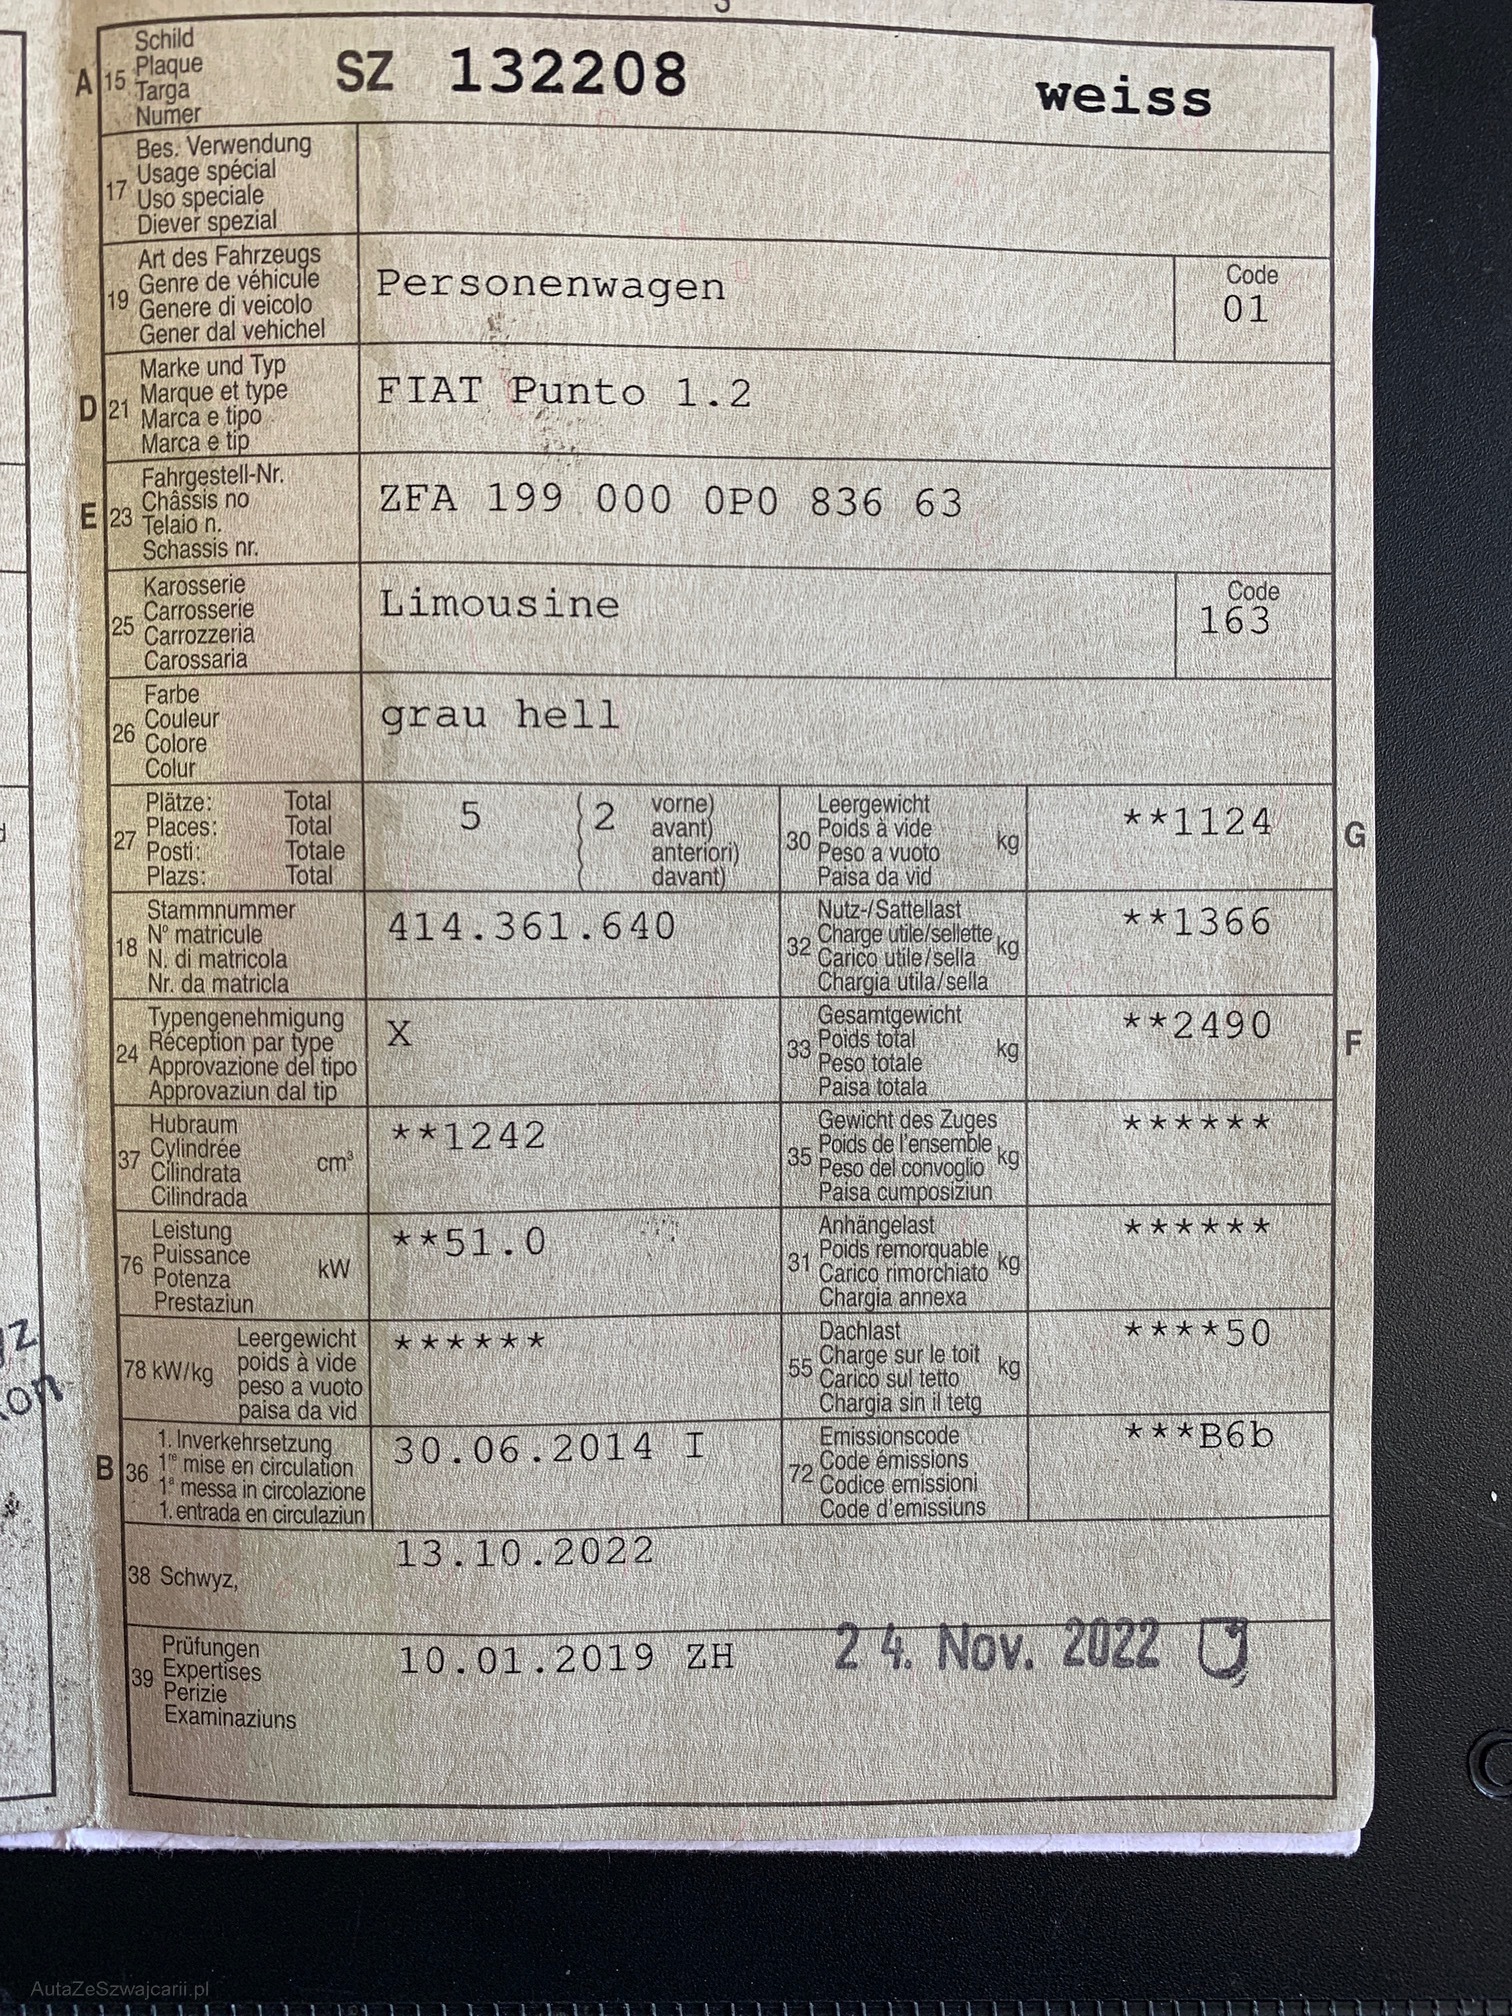 A 15 Schild
Plaque
Targa
Numer
SZ 132208 weiss
17 Bes. Verwendung
Usage spécial
Uso speciale
Diever spezial
19 Art des Fahrzeugs
Genre de véhicule
Genere di veicolo
Gener dal vehichel
Personenwagen
Code
01
D 21 Marke und Typ
Marque et type
Marca e tipo
Marca e tip
FIAT Punto 1.2
E 23 Fahrgestell-Nr.
Châssis no
Telaio n.
Schassis nr.
ZFA 199 000 0P0 836 63
25 Karosserie
Carrosserie
Carrozzeria
Carossaria
Limousine
Code
163
26 Farbe
Couleur
Colore
Colur
grau hell
27 Plätze: Total
Places: Total
Posti: Totale
Plazs: Total
5 (2 vorne)
avant)
anteriori)
davant)
30 Leergewicht
Poids à vide kg
Peso a vuoto
Paisa da vid
**1124 G
18 Stammnummer
N° matricule
N. di matricola
Nr. da matricla
414.361.640
32 Nutz-/Sattellast
Charge utile/sellette kg
Carico utile/sella
Chargia utila/sella
**1366
24 Typengenehmigung
Réception par type
Approvazione del tipo
Approvaziun dal tip
X
33 Gesamtgewicht
Poids total kg
Peso totale
Paisa totala
**2490 F
37 Hubraum
Cylindrée cm³
Cilindrata
Cilindrada
**1242
35 Gewicht des Zuges
Poids de l'ensemble kg
Peso del convoglio
Paisa cumposiziun
******
76 Leistung
Puissance kW
Potenza
Prestaziun
**51.0
31 Anhängelast
Poids remorquable kg
Carico rimorchiato
Chargia annexa
******
78 kW/kg Leergewicht
poids à vide
peso a vuoto
paisa da vid
******
55 Dachlast
Charge sur le toit kg
Carico sul tetto
Chargia sin il tetg
****50
B 36 1. Inverkehrsetzung
1re mise en circulation
1a messa in circolazione
1. entrada en circulaziun
30.06.2014 I
72 Emissionscode
Code émissions
Codice emissioni
Code d'emissiuns
***B6b
38 Schwyz,
13.10.2022
39 Prüfungen
Expertises
Perizie
Examinaziuns
10.01.2019 ZH 24. Nov. 2022
AutaZeSzwajcarii.pl